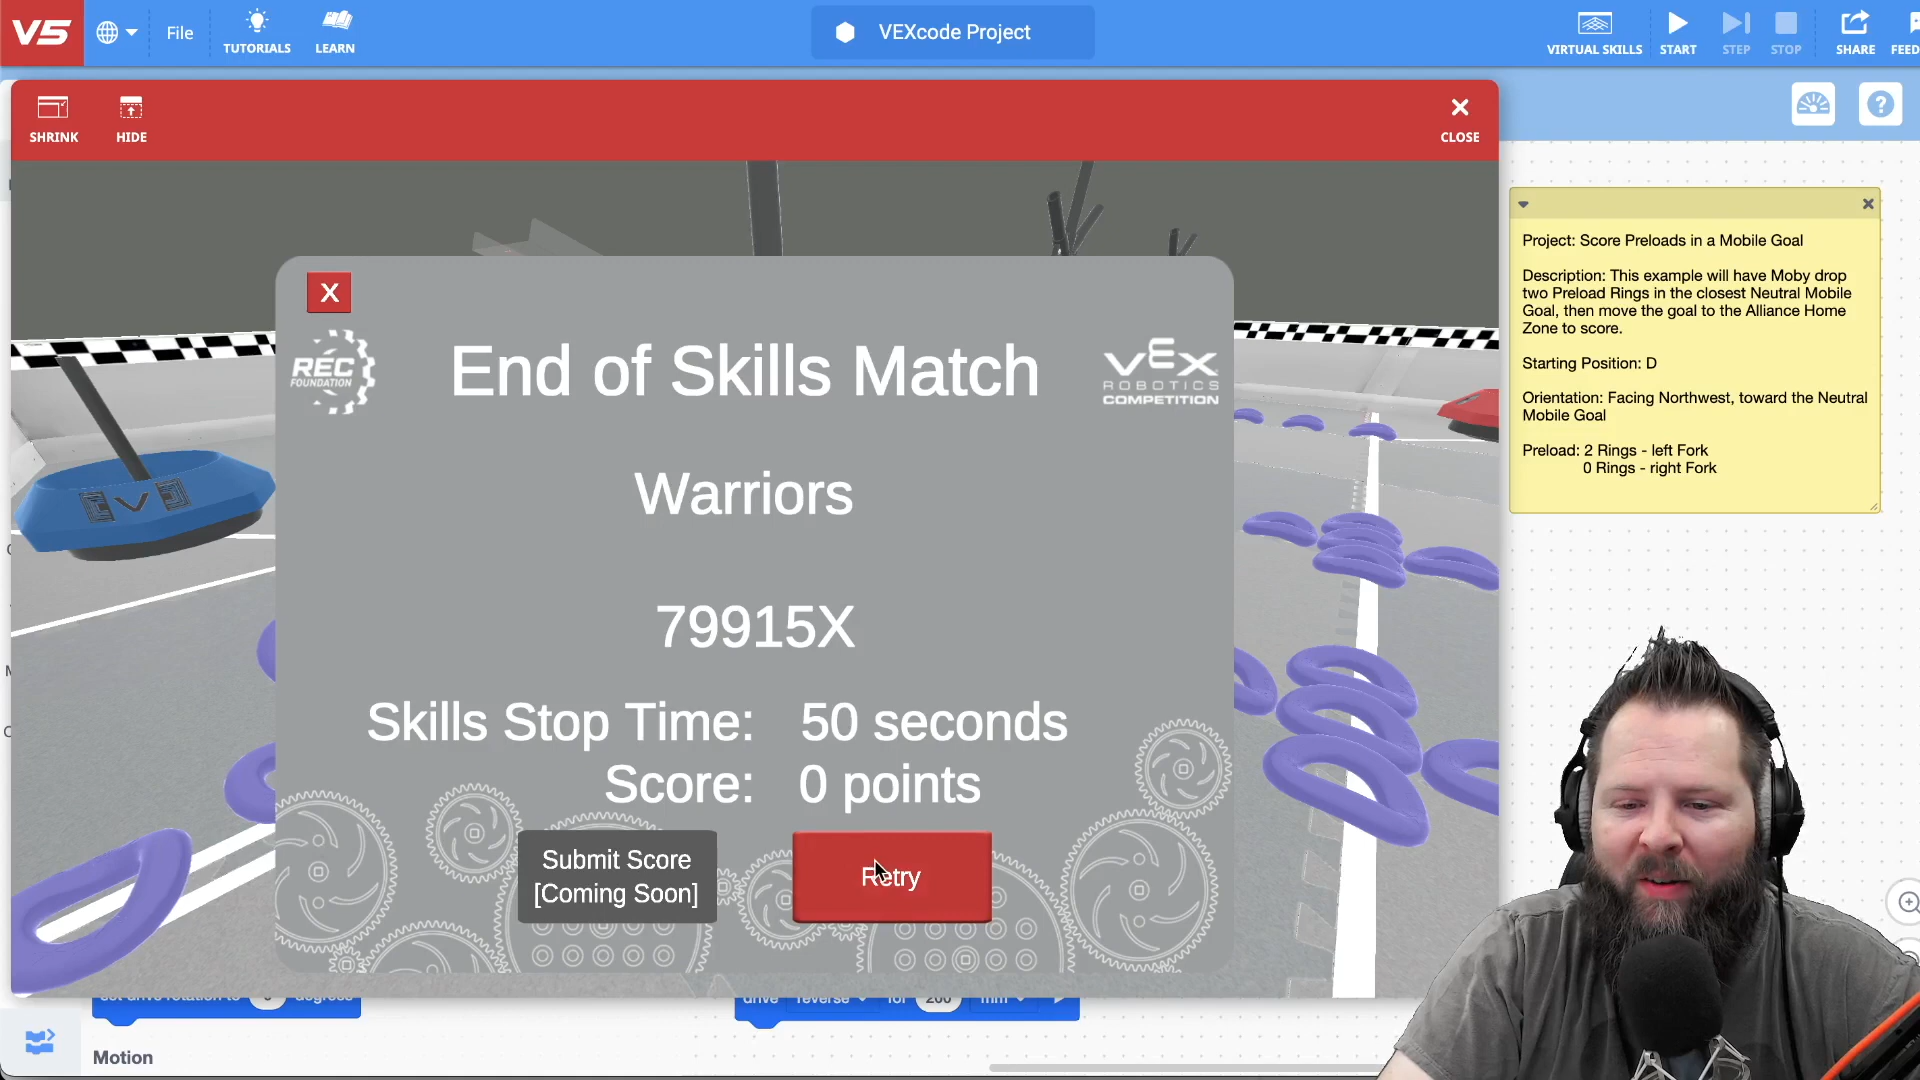 V5
File
TUTORIALS
LEARN
VEXcode Project
VIRTUAL SKILLS
START
STEP
STOP
SHARE
SHRINK
HIDE
CLOSE
X
REC
FOUNDATION
End of Skills Match
VEX
ROBOTICS
COMPETITION
Warriors
79915X
Skills Stop Time: 50 seconds
Score: 0 points
Submit Score
[Coming Soon]
Retry
Project: Score Preloads in a Mobile Goal
Description: This example will have Moby drop
two Preload Rings in the closest Neutral Mobile
Goal, then move the goal to the Alliance Home
Zone to score.
Starting Position: D
Orientation: Facing Northwest, toward the Neutral
Mobile Goal
Preload: 2 Rings - left Fork
0 Rings - right Fork
set drive rotation to degrees
drive reverse for 200 mm
Motion